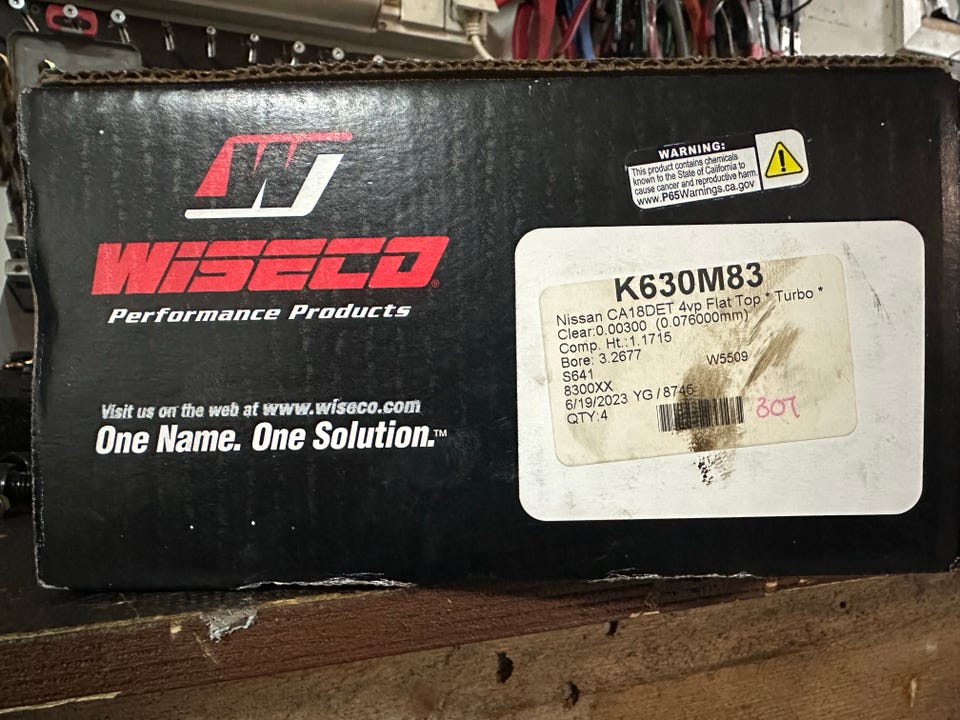 W
WISECO®
Performance Products
Visit us on the web at www.wiseco.com
One Name. One Solution.™
WARNING:
This product contains chemicals
known to the State of California to
cause cancer and reproductive harm.
www.P65Warnings.ca.gov
K630M83
Nissan CA18DET 4vp Flat Top * Turbo *
Clear:0.00300 (0.076000mm)
Comp. Ht.:1.1715
Bore: 3.2677 W5509
S641
8300XX
6/19/2023 YG / 8745
QTY:4
307